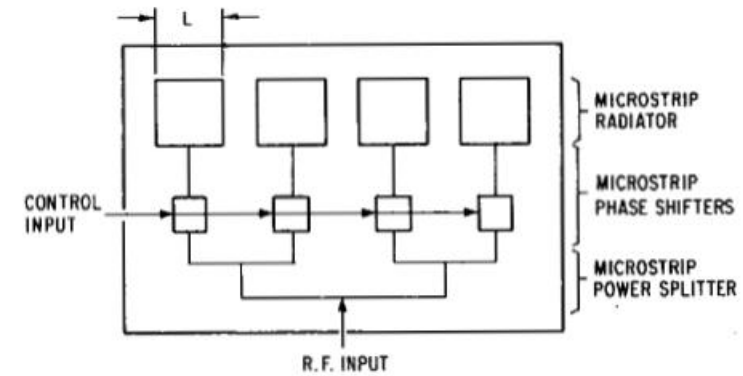 L
MICROSTRIP
RADIATOR
CONTROL
INPUT
MICROSTRIP
PHASE SHIFTERS
MICROSTRIP
POWER SPLITTER
R.F. INPUT